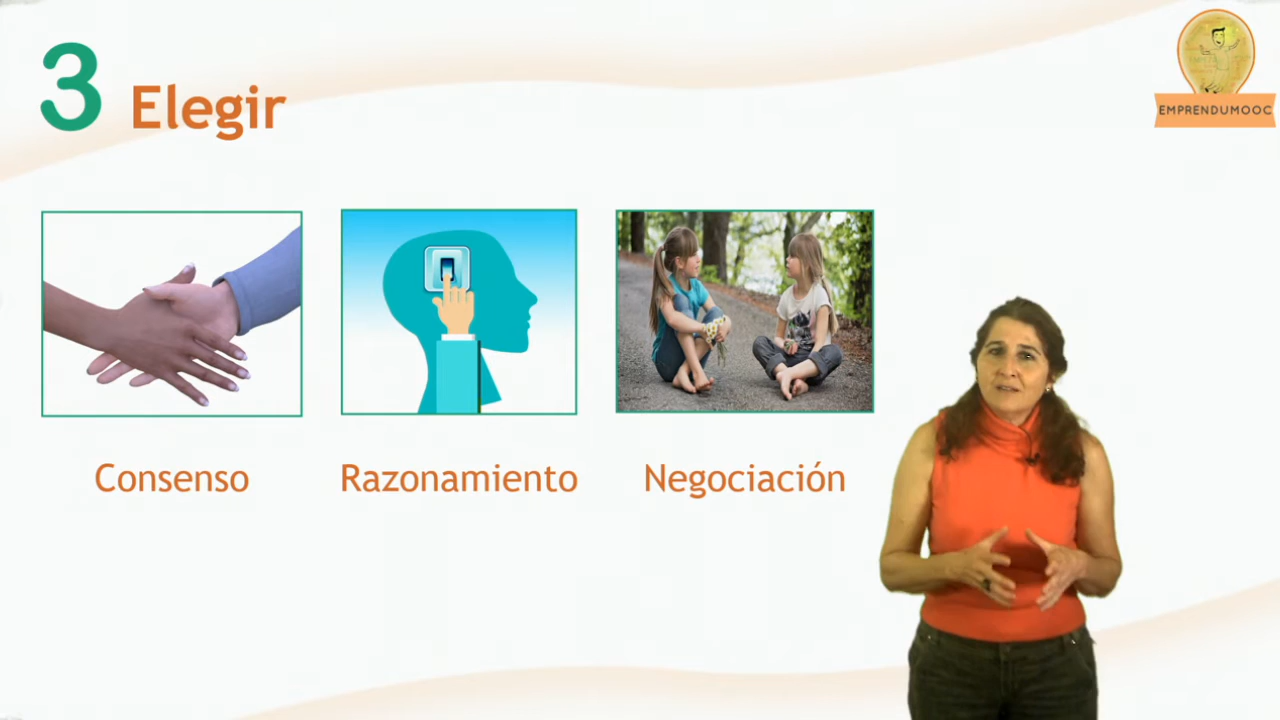 3 Elegir
EMPRENDUMOOC
Consenso
Razonamiento
Negociación